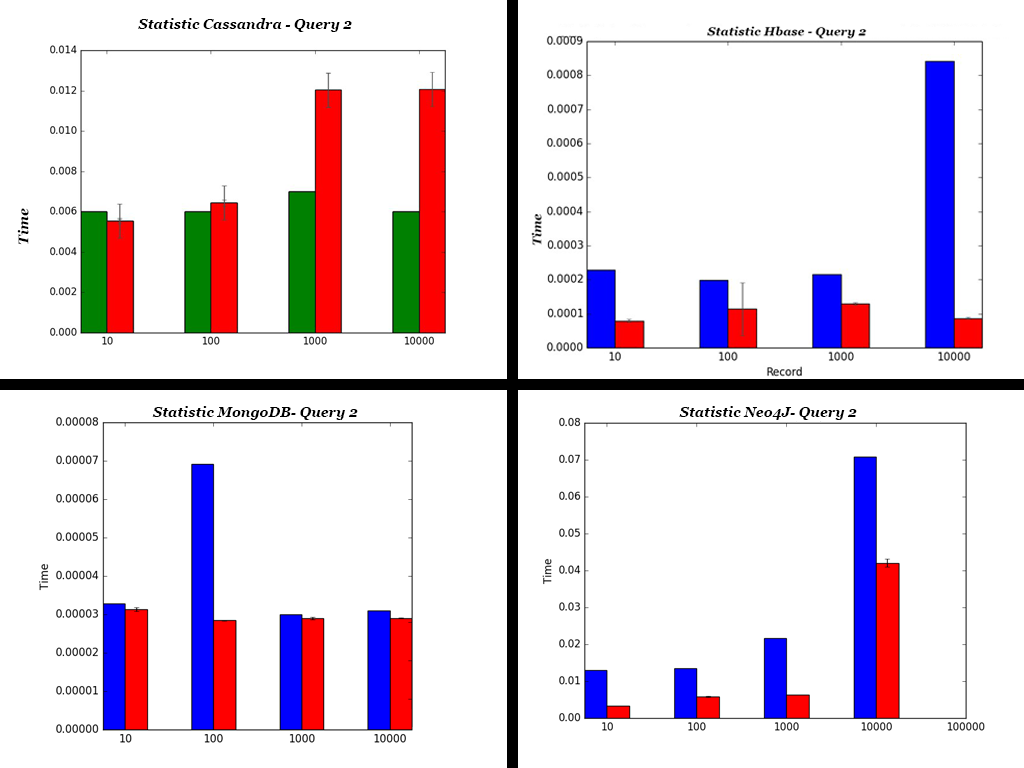 Statistic Cassandra - Query 2
0.014
0.012
0.010
0.008
0.006
0.004
0.002
0.000
Time
10 100 1000 10000
Statistic Hbase - Query 2
0.0009
0.0008
0.0007
0.0006
0.0005
0.0004
0.0003
0.0002
0.0001
0.0000
Time
10 100 1000 10000
Record
Statistic MongoDB- Query 2
0.00008
0.00007
0.00006
0.00005
0.00004
0.00003
0.00002
0.00001
0.00000
Time
10 100 1000 10000
Statistic Neo4J- Query 2
0.08
0.07
0.06
0.05
0.04
0.03
0.02
0.01
0.00
Time
10 100 1000 10000 100000